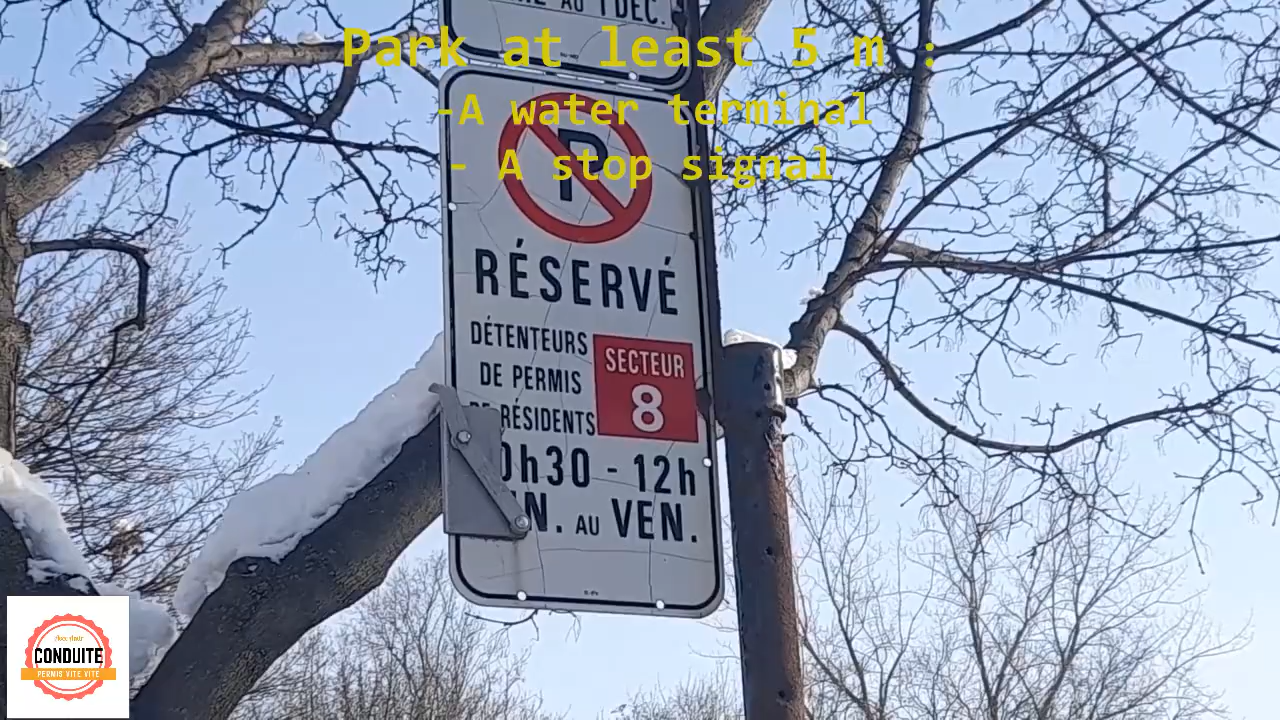 AU 1 DEC.
Park at least 5 m :
-A water terminal
- A stop signal
P
RÉSERVÉ
DÉTENTEURS
DE PERMIS
RÉSIDENTS
SECTEUR
8
h30 - 12h
N. AU VEN.
CONDUITE
PERMIS VITE VITE